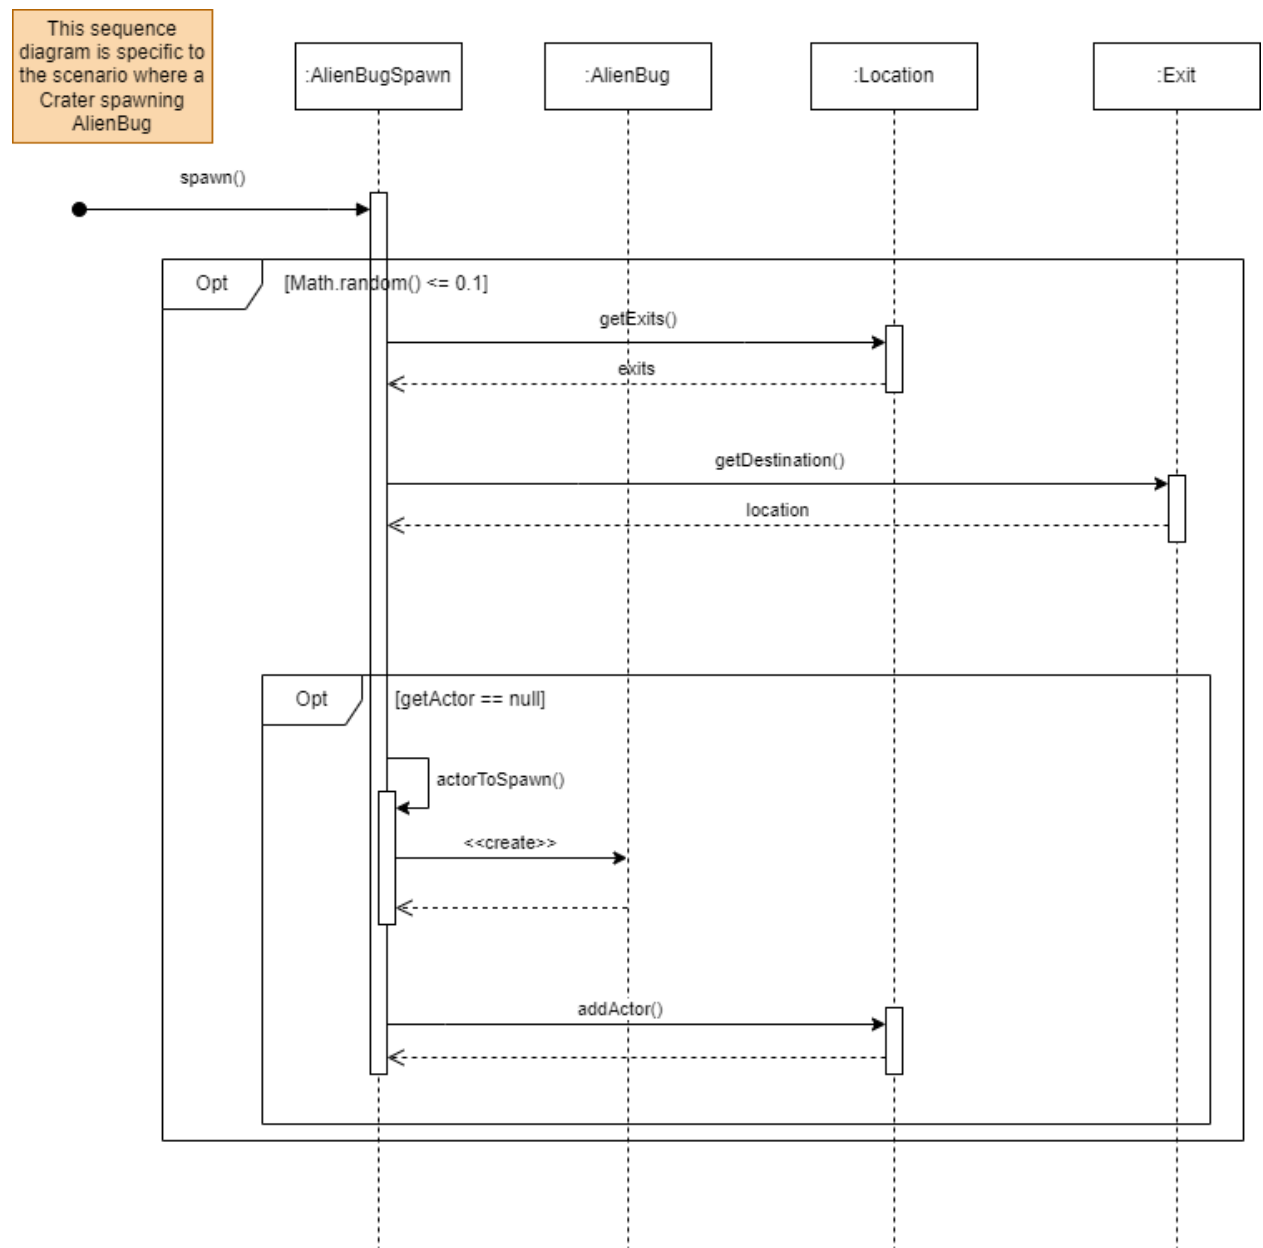 This sequence
diagram is specific to
the scenario where a
Crater spawning
AlienBug
:AlienBugSpawn
:AlienBug
:Location
:Exit
spawn()
Opt
[Math.random() <= 0.1]
getExits()
exits
getDestination()
location
Opt
[getActor == null]
actorToSpawn()
<<create>>
addActor()